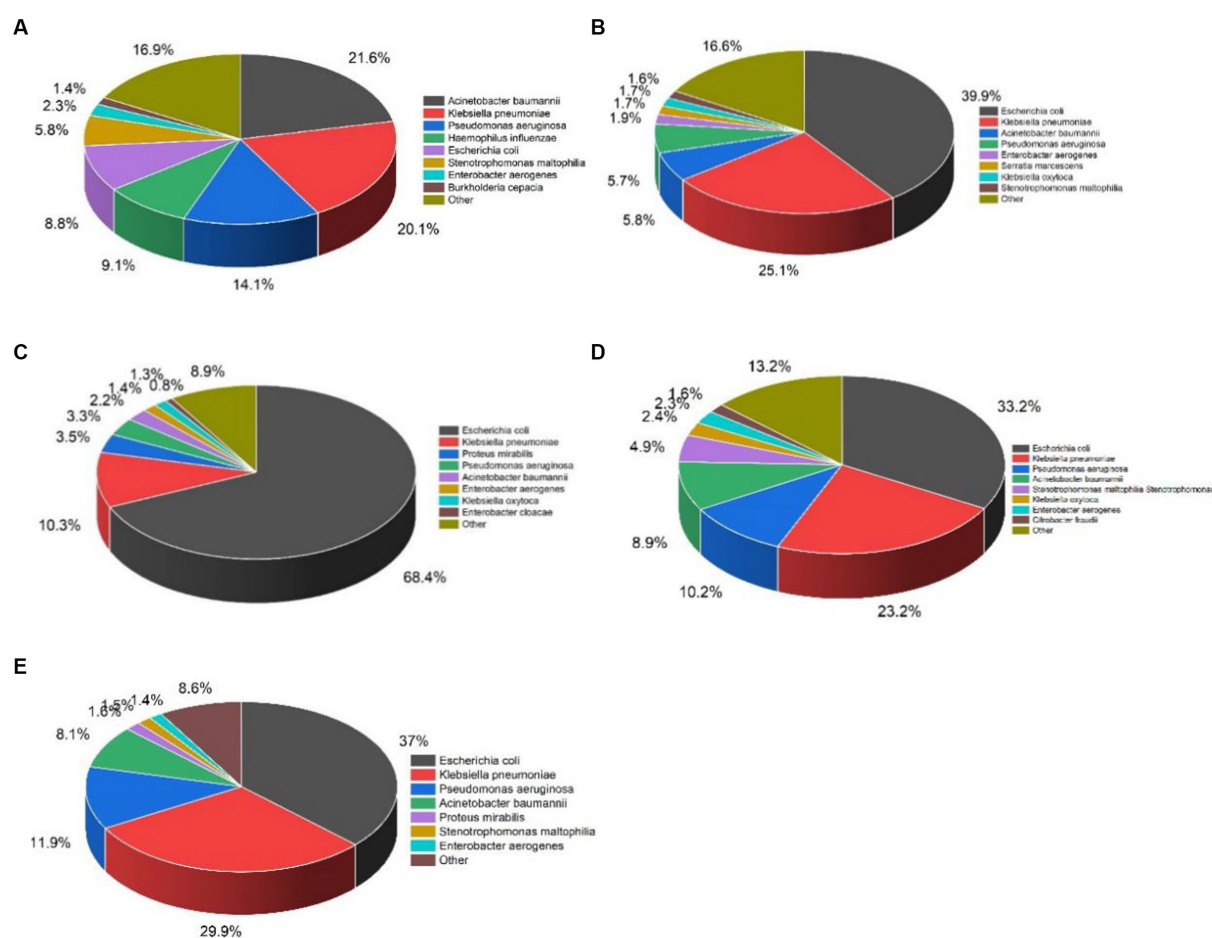 A
16.9%
21.6%
1.4%
2.3%
5.8%
8.8%
9.1%
14.1%
20.1%
Acinetobacter baumannii
Klebsiella pneumoniae
Pseudomonas aeruginosa
Haemophilus influenzae
Escherichia coli
Stenotrophomonas maltophilia
Enterobacter aerogenes
Burkholderia cepacia
Other
B
16.6%
39.9%
1.6%
1.7%
1.7%
1.9%
5.7%
5.8%
25.1%
Escherichia coli
Klebsiella pneumoniae
Acinetobacter baumannii
Pseudomonas aeruginosa
Enterobacter aerogenes
Serratia marcescens
Klebsiella oxytoca
Stenotrophomonas maltophilia
Other
C
8.9%
0.8%
1.3%
1.4%
2.2%
3.3%
3.5%
10.3%
68.4%
Escherichia coli
Klebsiella pneumoniae
Proteus mirabilis
Pseudomonas aeruginosa
Acinetobacter baumannii
Enterobacter aerogenes
Klebsiella oxytoca
Enterobacter cloacae
Other
D
13.2%
33.2%
1.6%
2.3%
2.4%
4.9%
8.9%
10.2%
23.2%
Escherichia coli
Klebsiella pneumoniae
Pseudomonas aeruginosa
Acinetobacter baumannii
Stenotrophomonas maltophilia Stenotrophomonas
Klebsiella oxytoca
Enterobacter aerogenes
Citrobacter fraudii
Other
E
8.6%
37%
1.4%
1.5%
1.6%
8.1%
11.9%
29.9%
Escherichia coli
Klebsiella pneumoniae
Pseudomonas aeruginosa
Acinetobacter baumannii
Proteus mirabilis
Stenotrophomonas maltophilia
Enterobacter aerogenes
Other